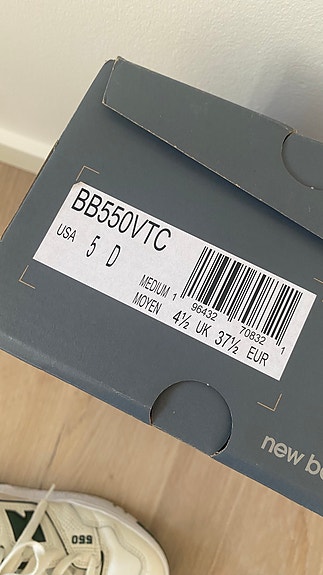 BB550VTC
USA 5 D
MEDIUM 1 96432 70832 1
MOYEN 4½ UK 37½ EUR
new b
550
N